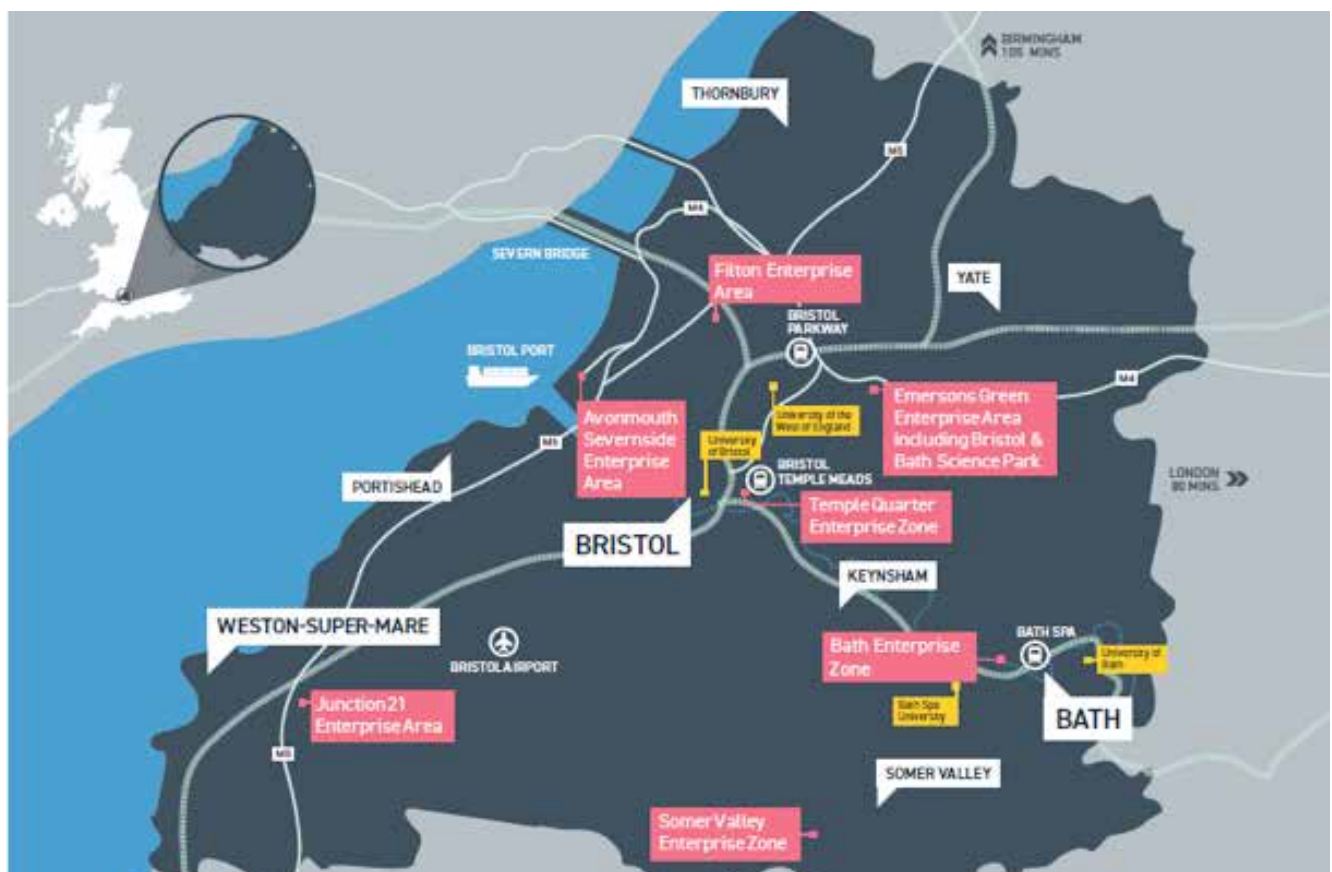 BIRMINGHAM
105 MINS
THORNBURY
M5
M4
SEVERN BRIDGE
Filton Enterprise
Area
YATE
BRISTOL
PARKWAY
BRISTOL PORT
M4
Avonmouth
Severnside
Enterprise
Area
University of the
West of England
Emersons Green
Enterprise Area
including Bristol &
Bath Science Park
University
of Bristol
M5
BRISTOL
TEMPLE MEADS
LONDON
80 MINS
PORTISHEAD
Temple Quarter
Enterprise Zone
BRISTOL
KEYNSHAM
WESTON-SUPER-MARE
BATH SPA
Bath Enterprise
Zone
University of
Bath
BRISTOL AIRPORT
Junction 21
Enterprise Area
Bath Spa
University
BATH
M5
SOMER VALLEY
Somer Valley
Enterprise Zone